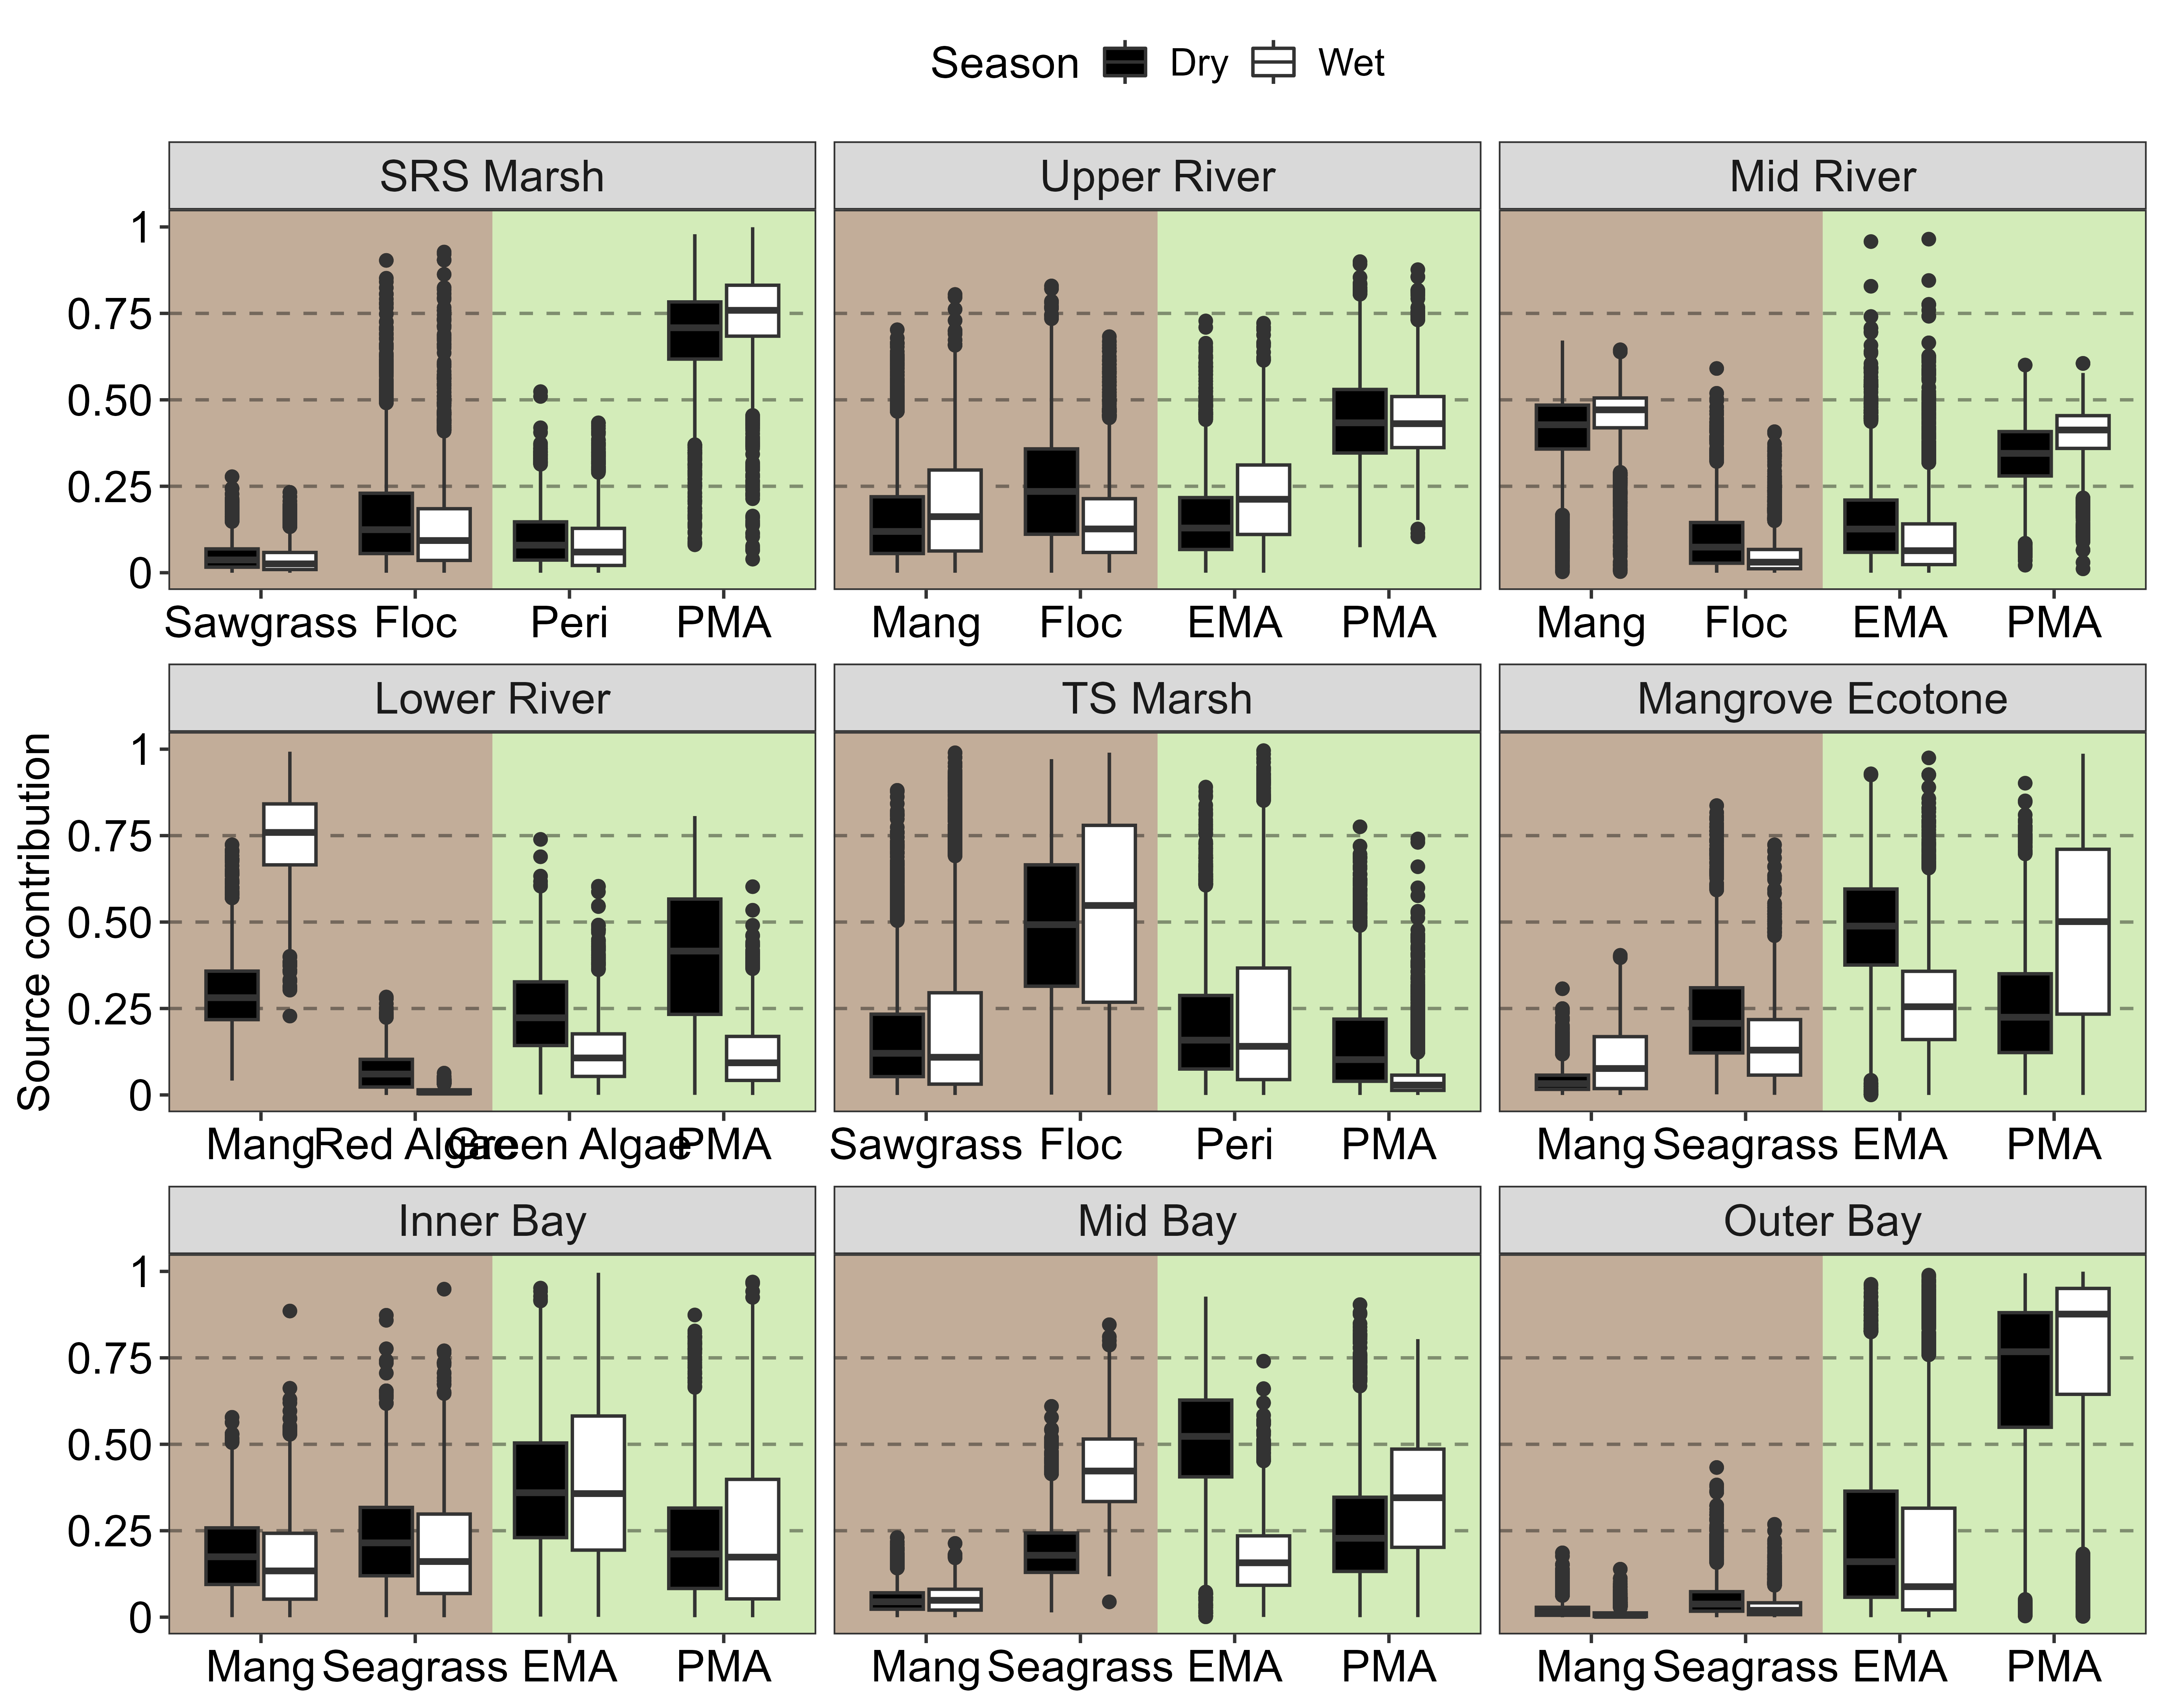 Season Dry Wet
SRS Marsh Upper River Mid River
1
0.75
0.50
0.25
0
Sawgrass Floc Peri PMA Mang Floc EMA PMA Mang Floc EMA PMA
Lower River TS Marsh Mangrove Ecotone
Source contribution
1
0.75
0.50
0.25
0
Mang Red Algae Green Algae PMA Sawgrass Floc Peri PMA Mang Seagrass EMA PMA
Inner Bay Mid Bay Outer Bay
1
0.75
0.50
0.25
0
Mang Seagrass EMA PMA Mang Seagrass EMA PMA Mang Seagrass EMA PMA